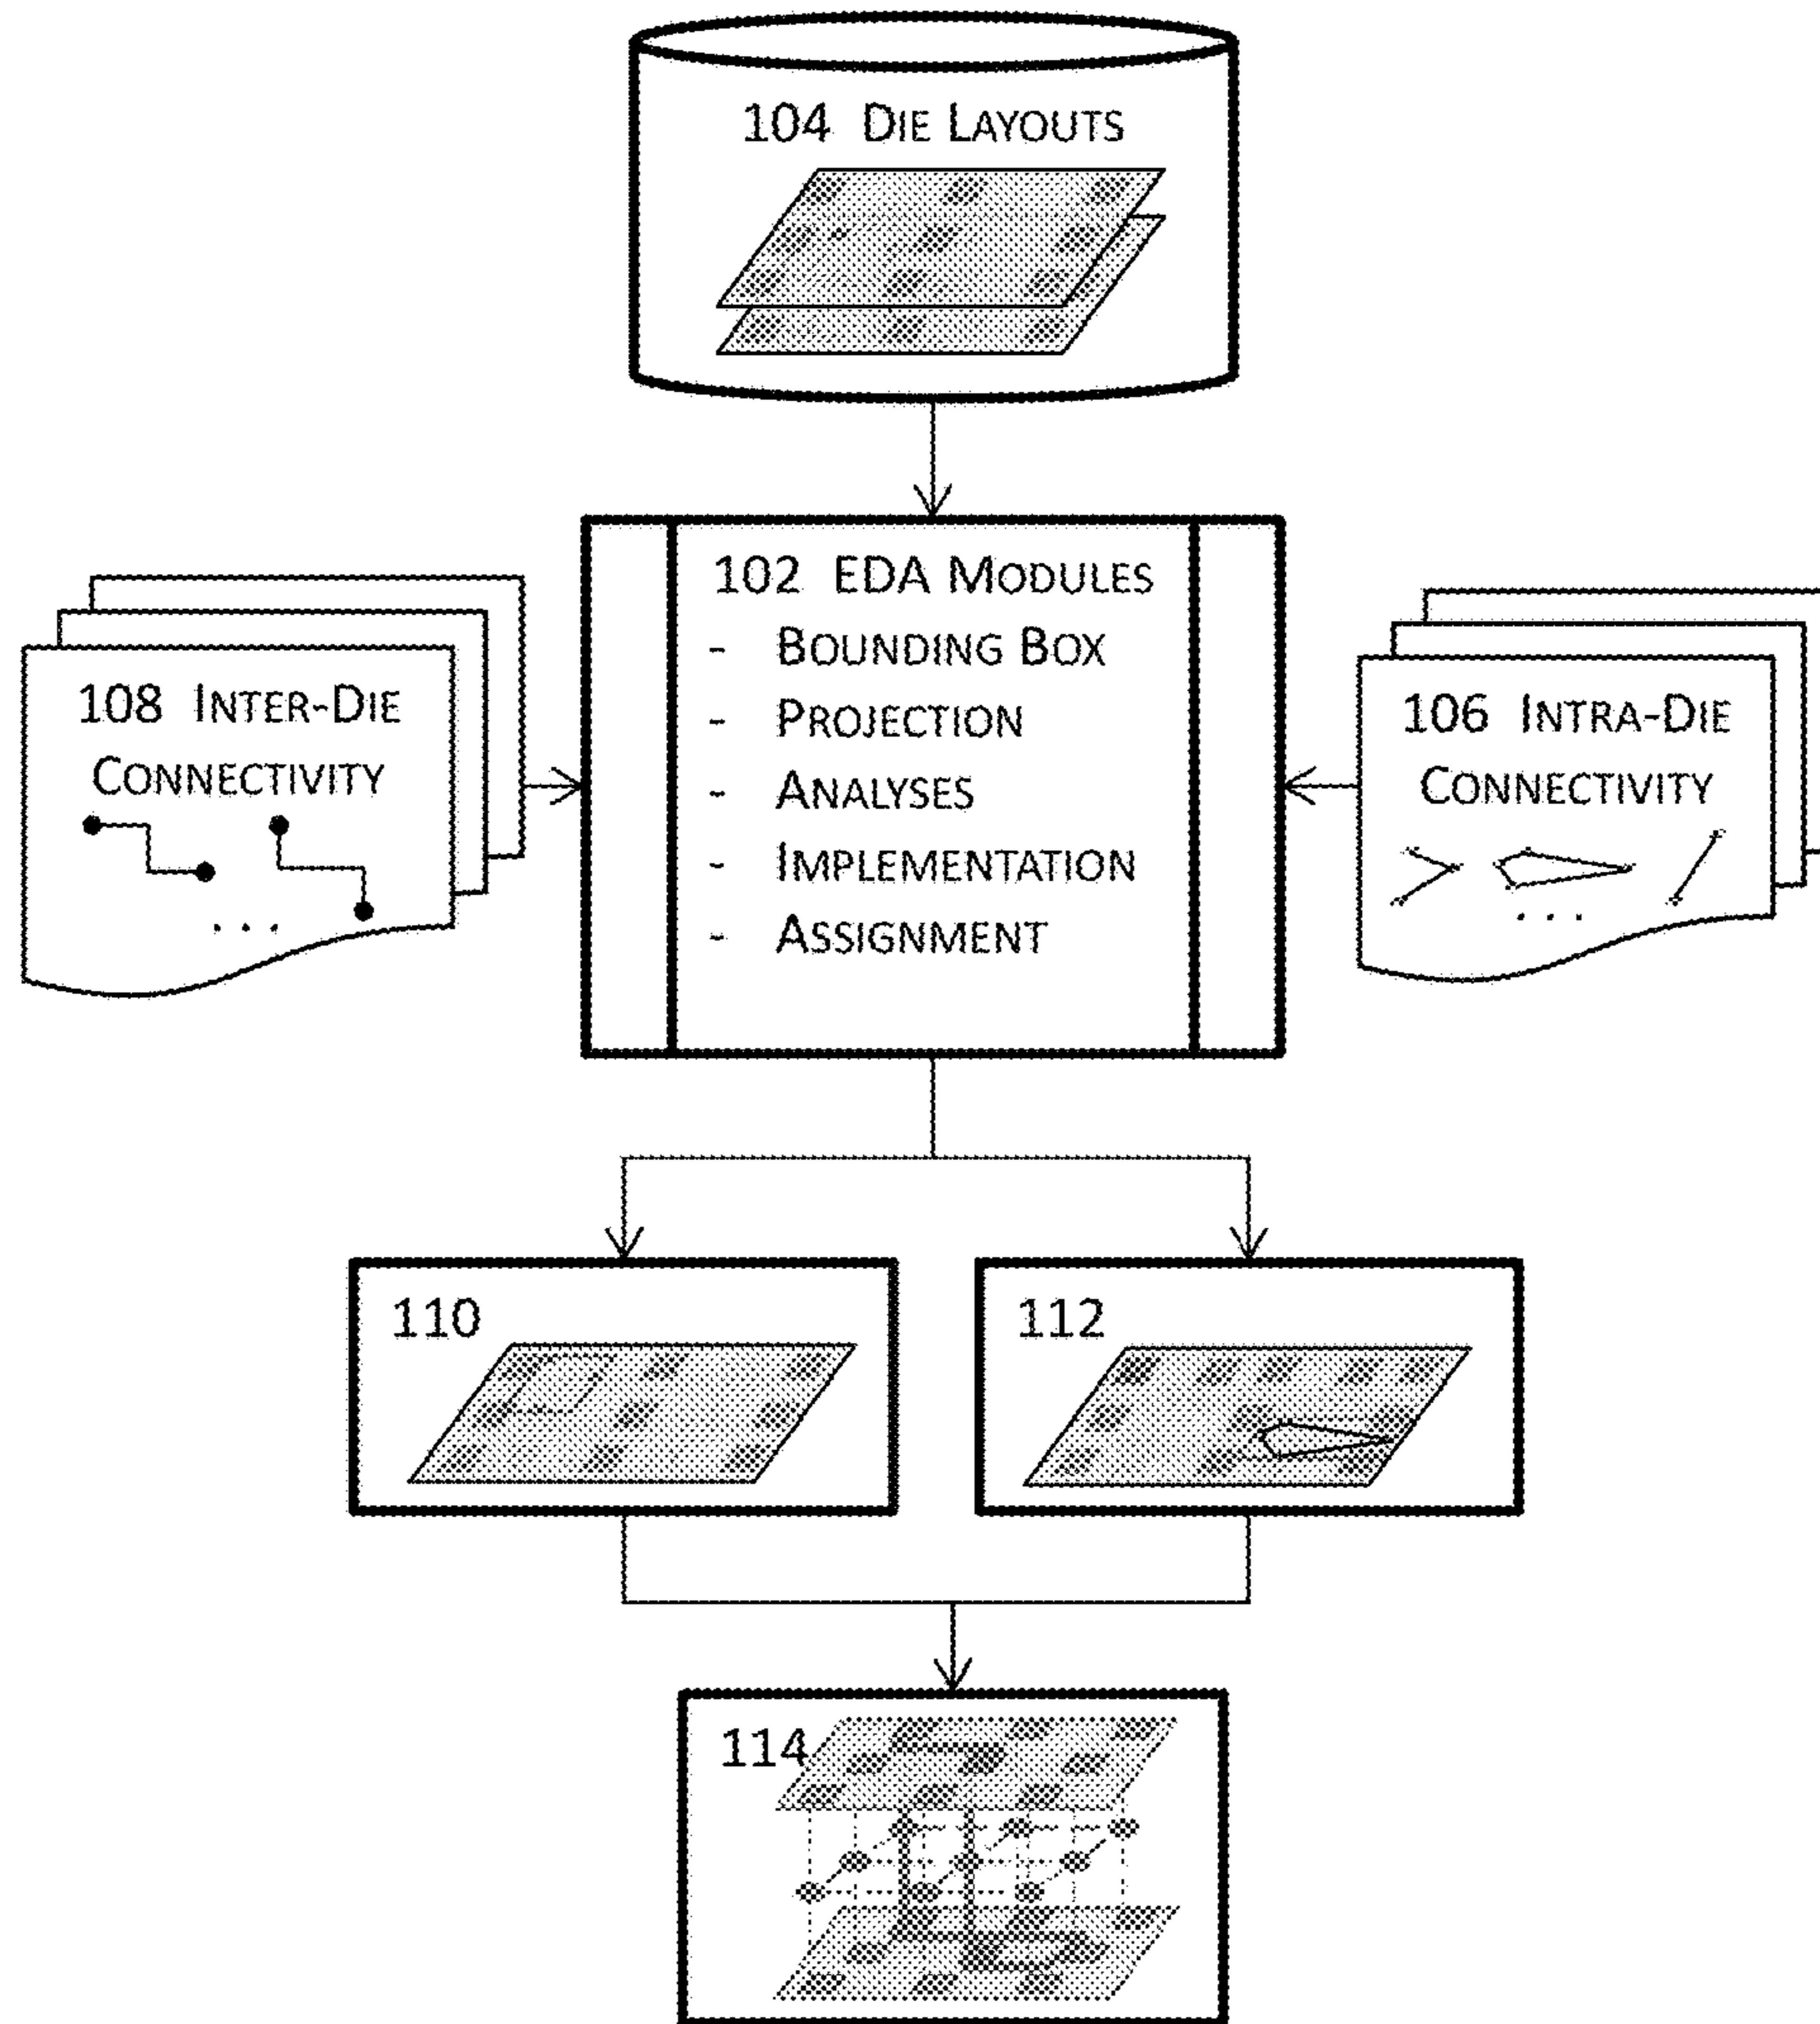 104 DIE LAYOUTS
102 EDA MODULES
- BOUNDING BOX
- PROJECTION
- ANALYSES
- IMPLEMENTATION
- ASSIGNMENT
108 INTER-DIE
CONNECTIVITY
. . .
106 INTRA-DIE
CONNECTIVITY
. . .
110
112
114